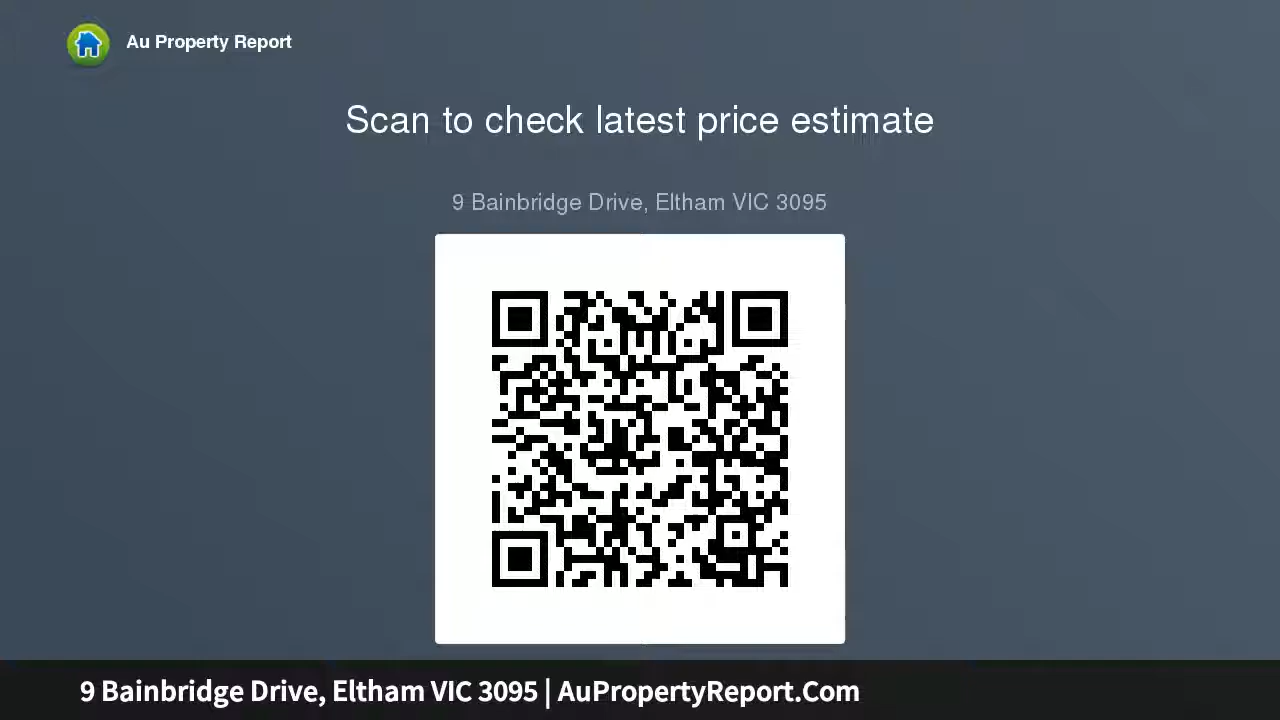 Au Property Report
Scan to check latest price estimate
9 Bainbridge Drive, Eltham VIC 3095
9 Bainbridge Drive, Eltham VIC 3095 | AuPropertyReport.Com